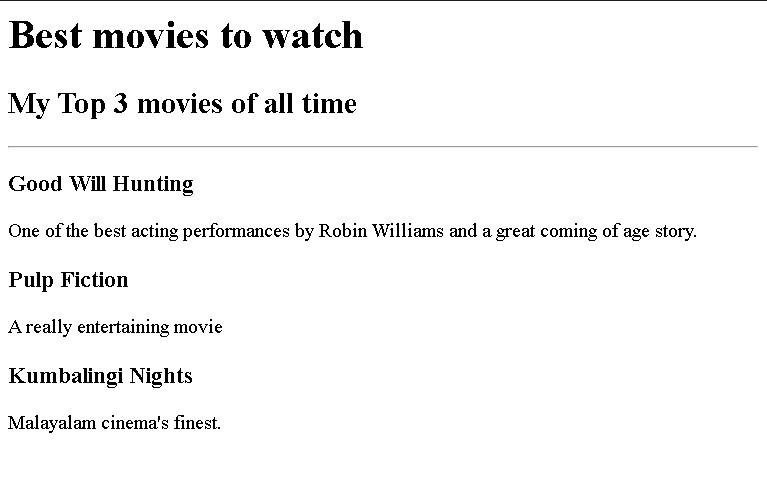 Best movies to watch
My Top 3 movies of all time
Good Will Hunting
One of the best acting performances by Robin Williams and a great coming of age story.
Pulp Fiction
A really entertaining movie
Kumbalingi Nights
Malayalam cinema's finest.